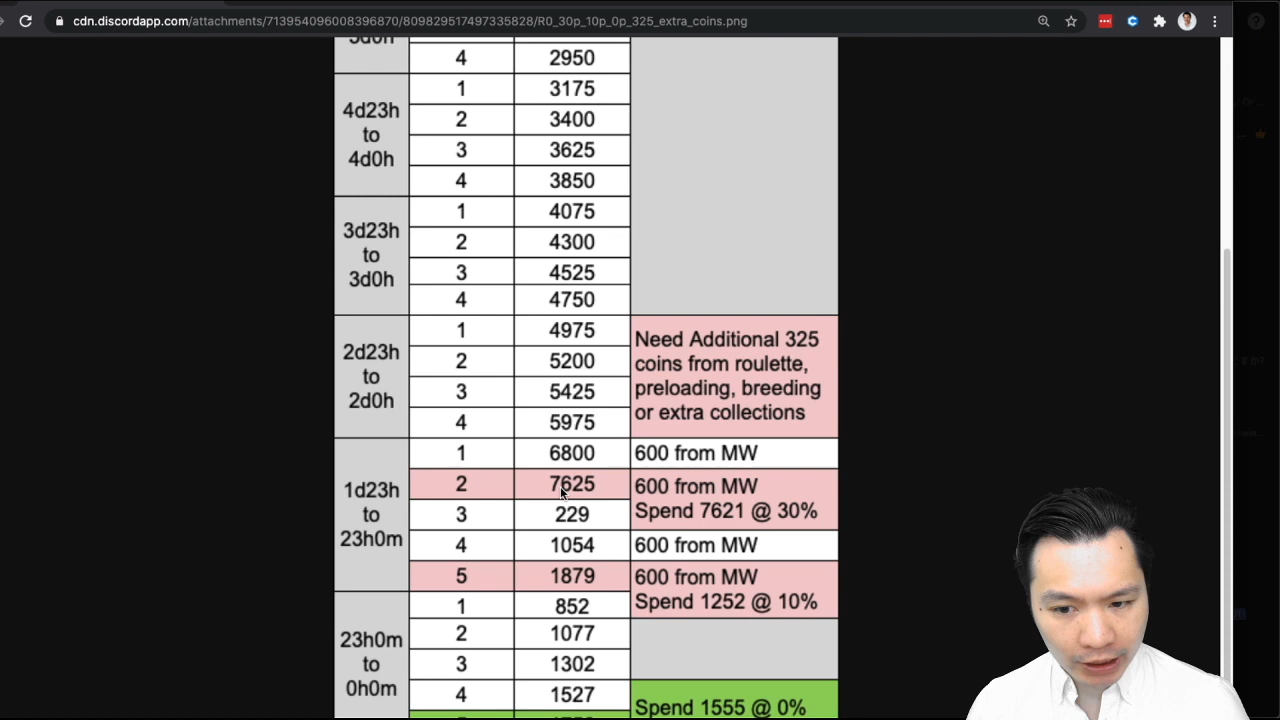 cdn.discordapp.com/attachments/713954096008396870/809829517497335828/R0_30p_10p_0p_325_extra_coins.png
4 2950
4d23h
to
4d0h
1 3175
2 3400
3 3625
4 3850
3d23h
to
3d0h
1 4075
2 4300
3 4525
4 4750
2d23h
to
2d0h
1 4975
2 5200
3 5425
4 5975
Need Additional 325
coins from roulette,
preloading, breeding
or extra collections
1d23h
to
23h0m
1 6800 600 from MW
2 7625 600 from MW
Spend 7621 @ 30%
3 229
4 1054 600 from MW
5 1879 600 from MW
Spend 1252 @ 10%
23h0m
to
0h0m
1 852
2 1077
3 1302
4 1527
Spend 1555 @ 0%